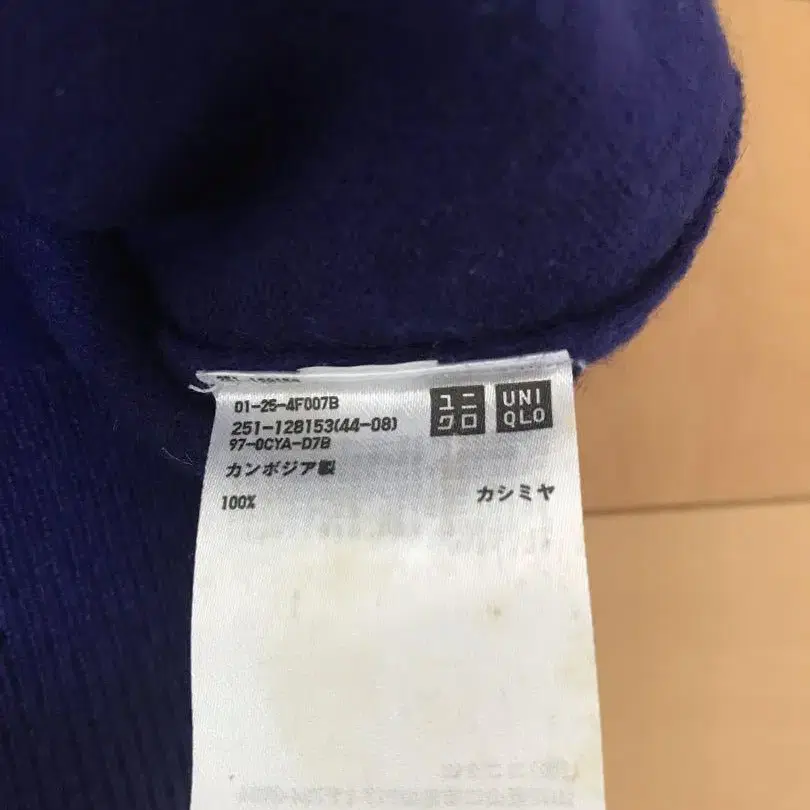 01-25-4F007B
251-128153(44-08)
97-0CYA-D7B
カンボジア製
100% カシミヤ
ユニ
クロ
UNI
QLO